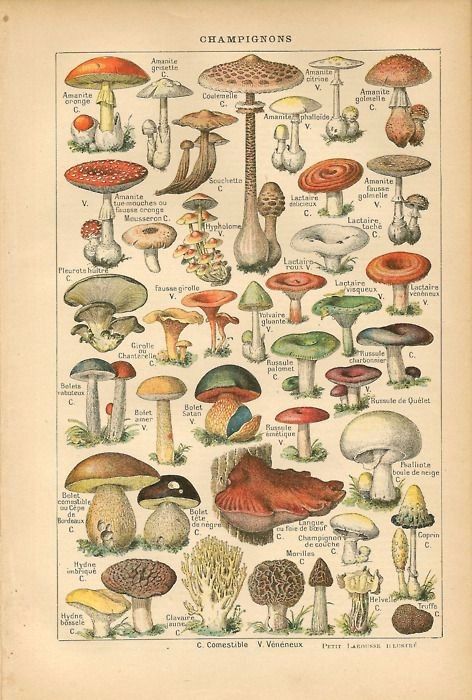 CHAMPIGNONS
Amanite
oronge
C.
Amanite
grisette
C.
Coulemelle
C.
Amanite
citrine
V.
Amanite
golmelle
C.
Amanite phalloïde
V.
Souchette
C
V.
Amanite
tue-mouches ou
fausse oronge
Mousseron C.
Hypholome
V.
Lactaire
délicieux
C.
Amanite
fausse
golmelle
V.
Lactaire
taché
C.
Pleurote huître
C.
Fausse girolle
V.
Lactaire
roux V.
Lactaire
visqueux
V.
Lactaire
vénéneux
V.
Girolle
ou
Chanterelle
C.
Volvaire
gluante
V.
Russule
palomet
C.
Russule
charbonnière
C.
Bolets
raboteux
C.
Bolet
amer
V.
Bolet
Satan
V.
Russule
émétique
V.
V.
Russule de Quélet
Psalliote
boule de neige
C.
Bolet
comestible
ou Cèpe
de
Bordeaux
C.
Bolet
tête
de nègre
C.
Langue
ou foie de bœuf
C.
Champignon
de couche
C.
Coprin
C.
Hydne
imbriqué
C.
Morilles
C.
Hydne
bosselé
C.
Clavaire
jaune
C.
Helvelle
C.
Truffe
C.
C. Comestible V. Vénéneux
PETIT LAROUSSE ILLUSTRÉ